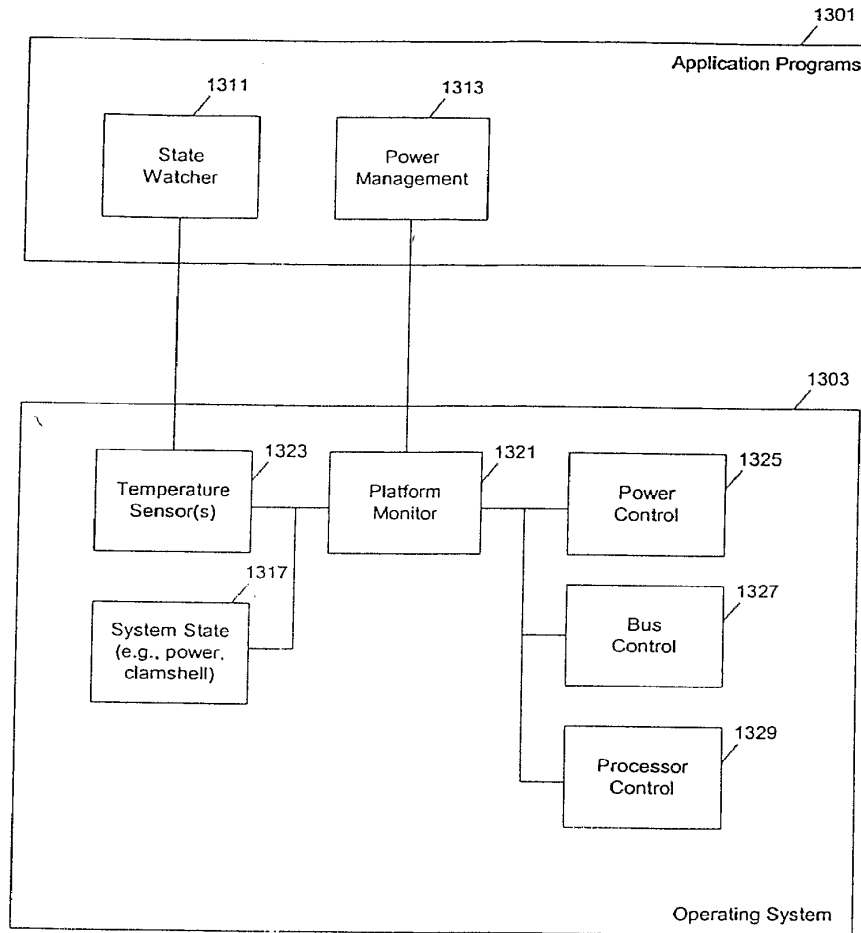 1301
Application Programs
1311
1313
State
Watcher
Power
Management
1303
1323
1321
1325
Temperature
Sensor(s)
Platform
Monitor
Power
Control
1317
1327
System State
(e.g., power,
clamshell)
Bus
Control
1329
Processor
Control
Operating System